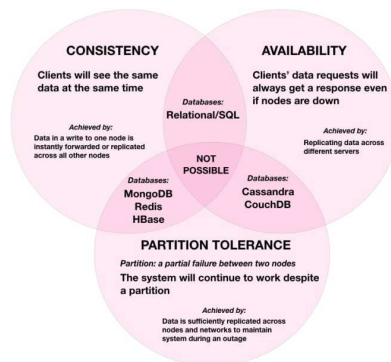 CONSISTENCY
Clients will see the same
data at the same time
Achieved by:
Data in a write to one node is
instantly forwarded or replicated
across all other nodes
AVAILABILITY
Clients' data requests will
always get a response even
if nodes are down
Achieved by:
Replicating data across
different servers
Databases:
Relational/SQL
NOT
POSSIBLE
Databases:
MongoDB
Redis
HBase
Databases:
Cassandra
CouchDB
PARTITION TOLERANCE
Partition: a partial failure between two nodes
The system will continue to work despite
a partition
Achieved by:
Data is sufficiently replicated across
nodes and networks to maintain
system during an outage